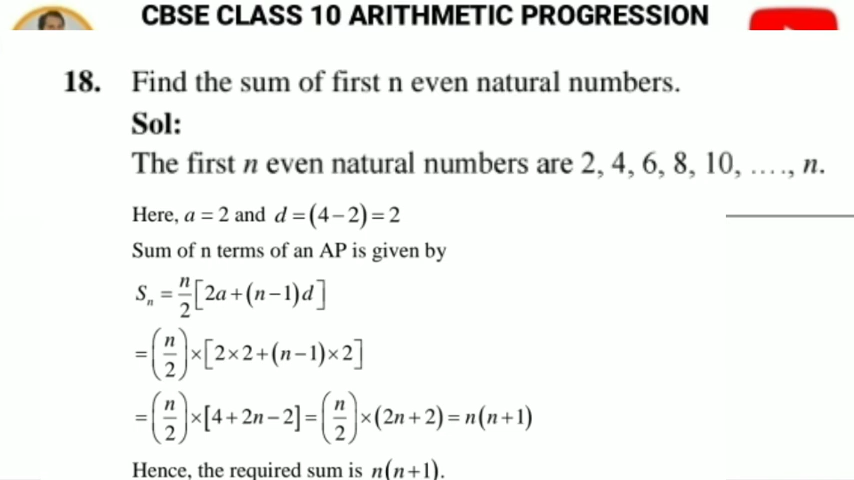 CBSE CLASS 10 ARITHMETIC PROGRESSION
18. Find the sum of first n even natural numbers.
Sol:
The first n even natural numbers are 2, 4, 6, 8, 10, …., n.
Here, a = 2 and d = (4 − 2) = 2
Sum of n terms of an AP is given by
Sₙ = n/2 [2a + (n − 1)d]
= (n/2) × [2 × 2 + (n − 1) × 2]
= (n/2) × [4 + 2n − 2] = (n/2) × (2n + 2) = n(n + 1)
Hence, the required sum is n(n + 1).